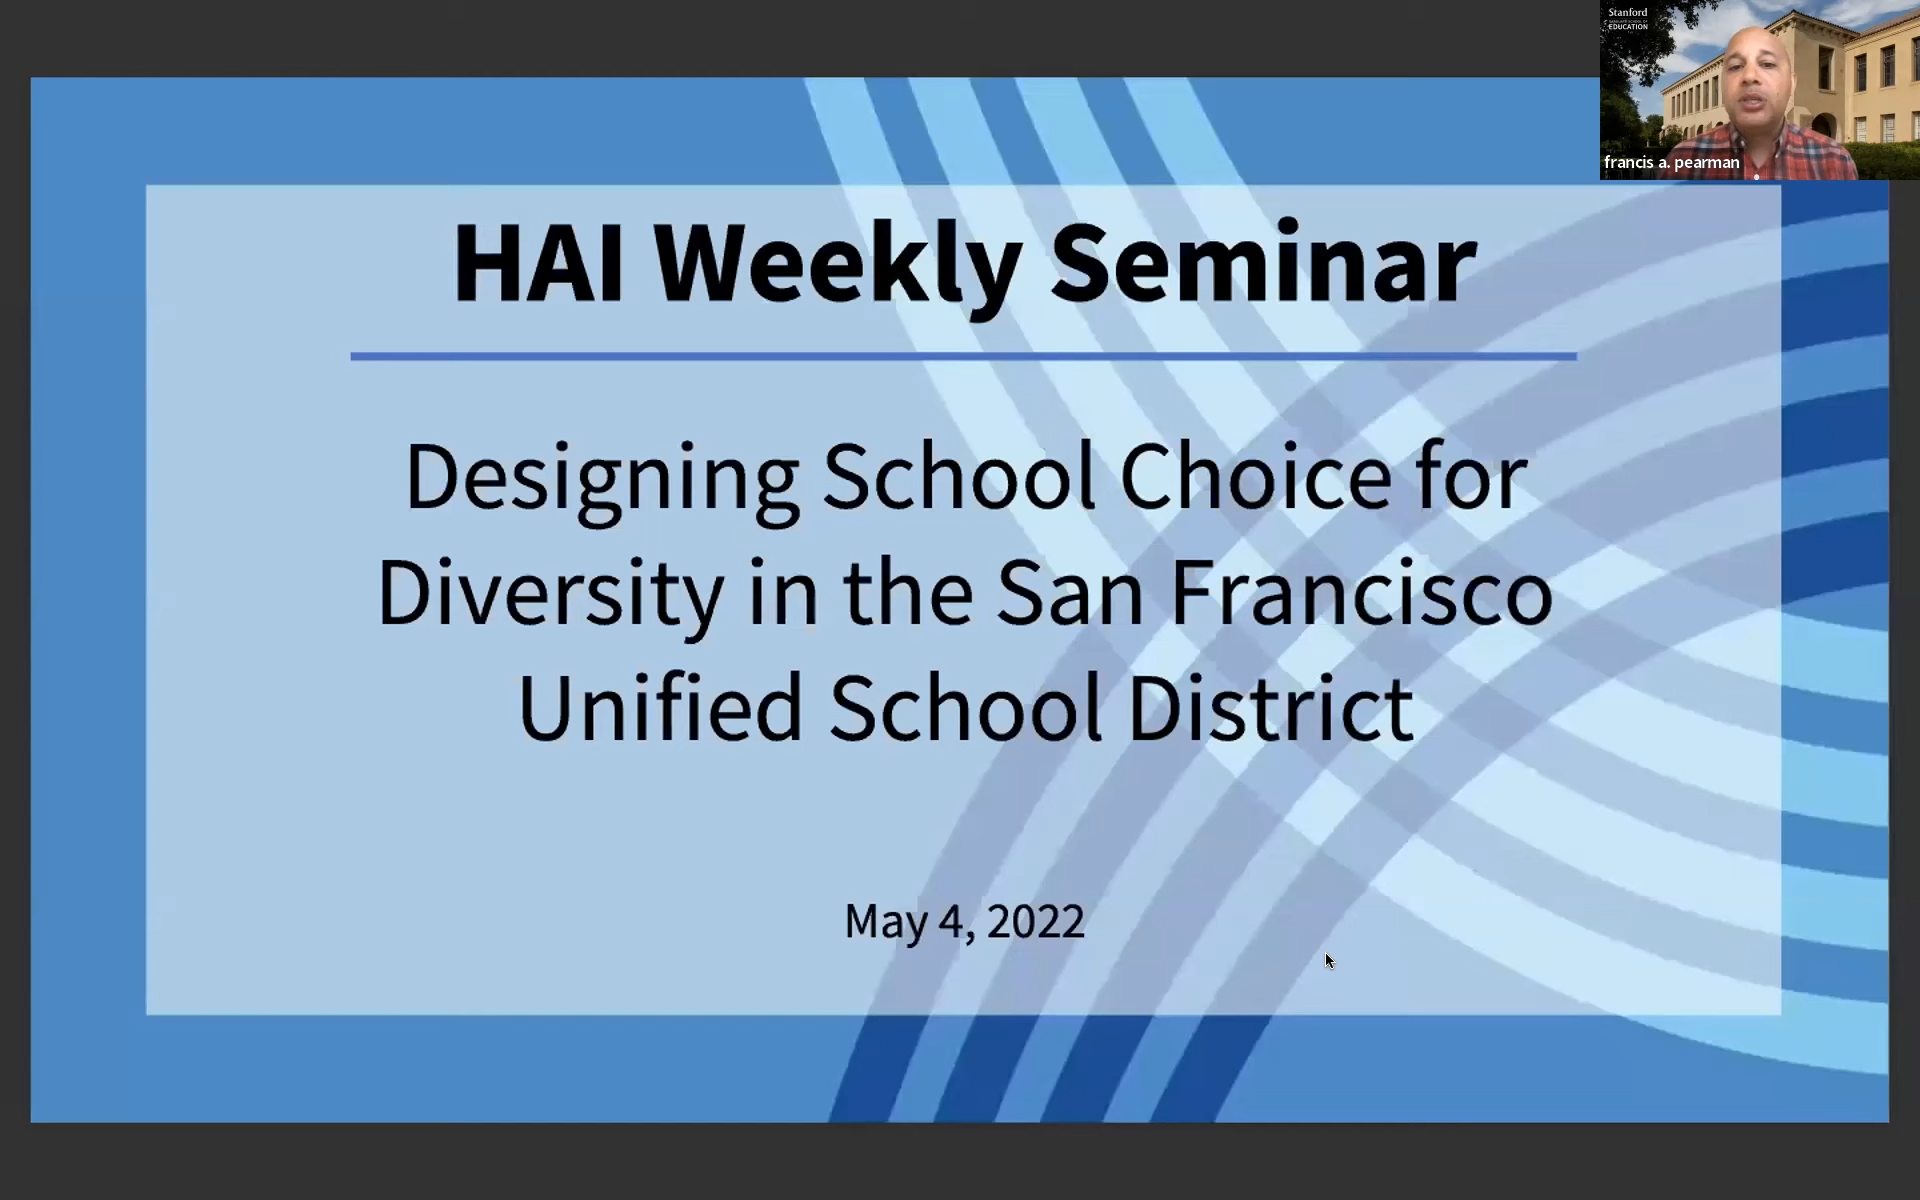 Stanford
EDUCATION
francis a. pearman
HAI Weekly Seminar
Designing School Choice for
Diversity in the San Francisco
Unified School District
May 4, 2022